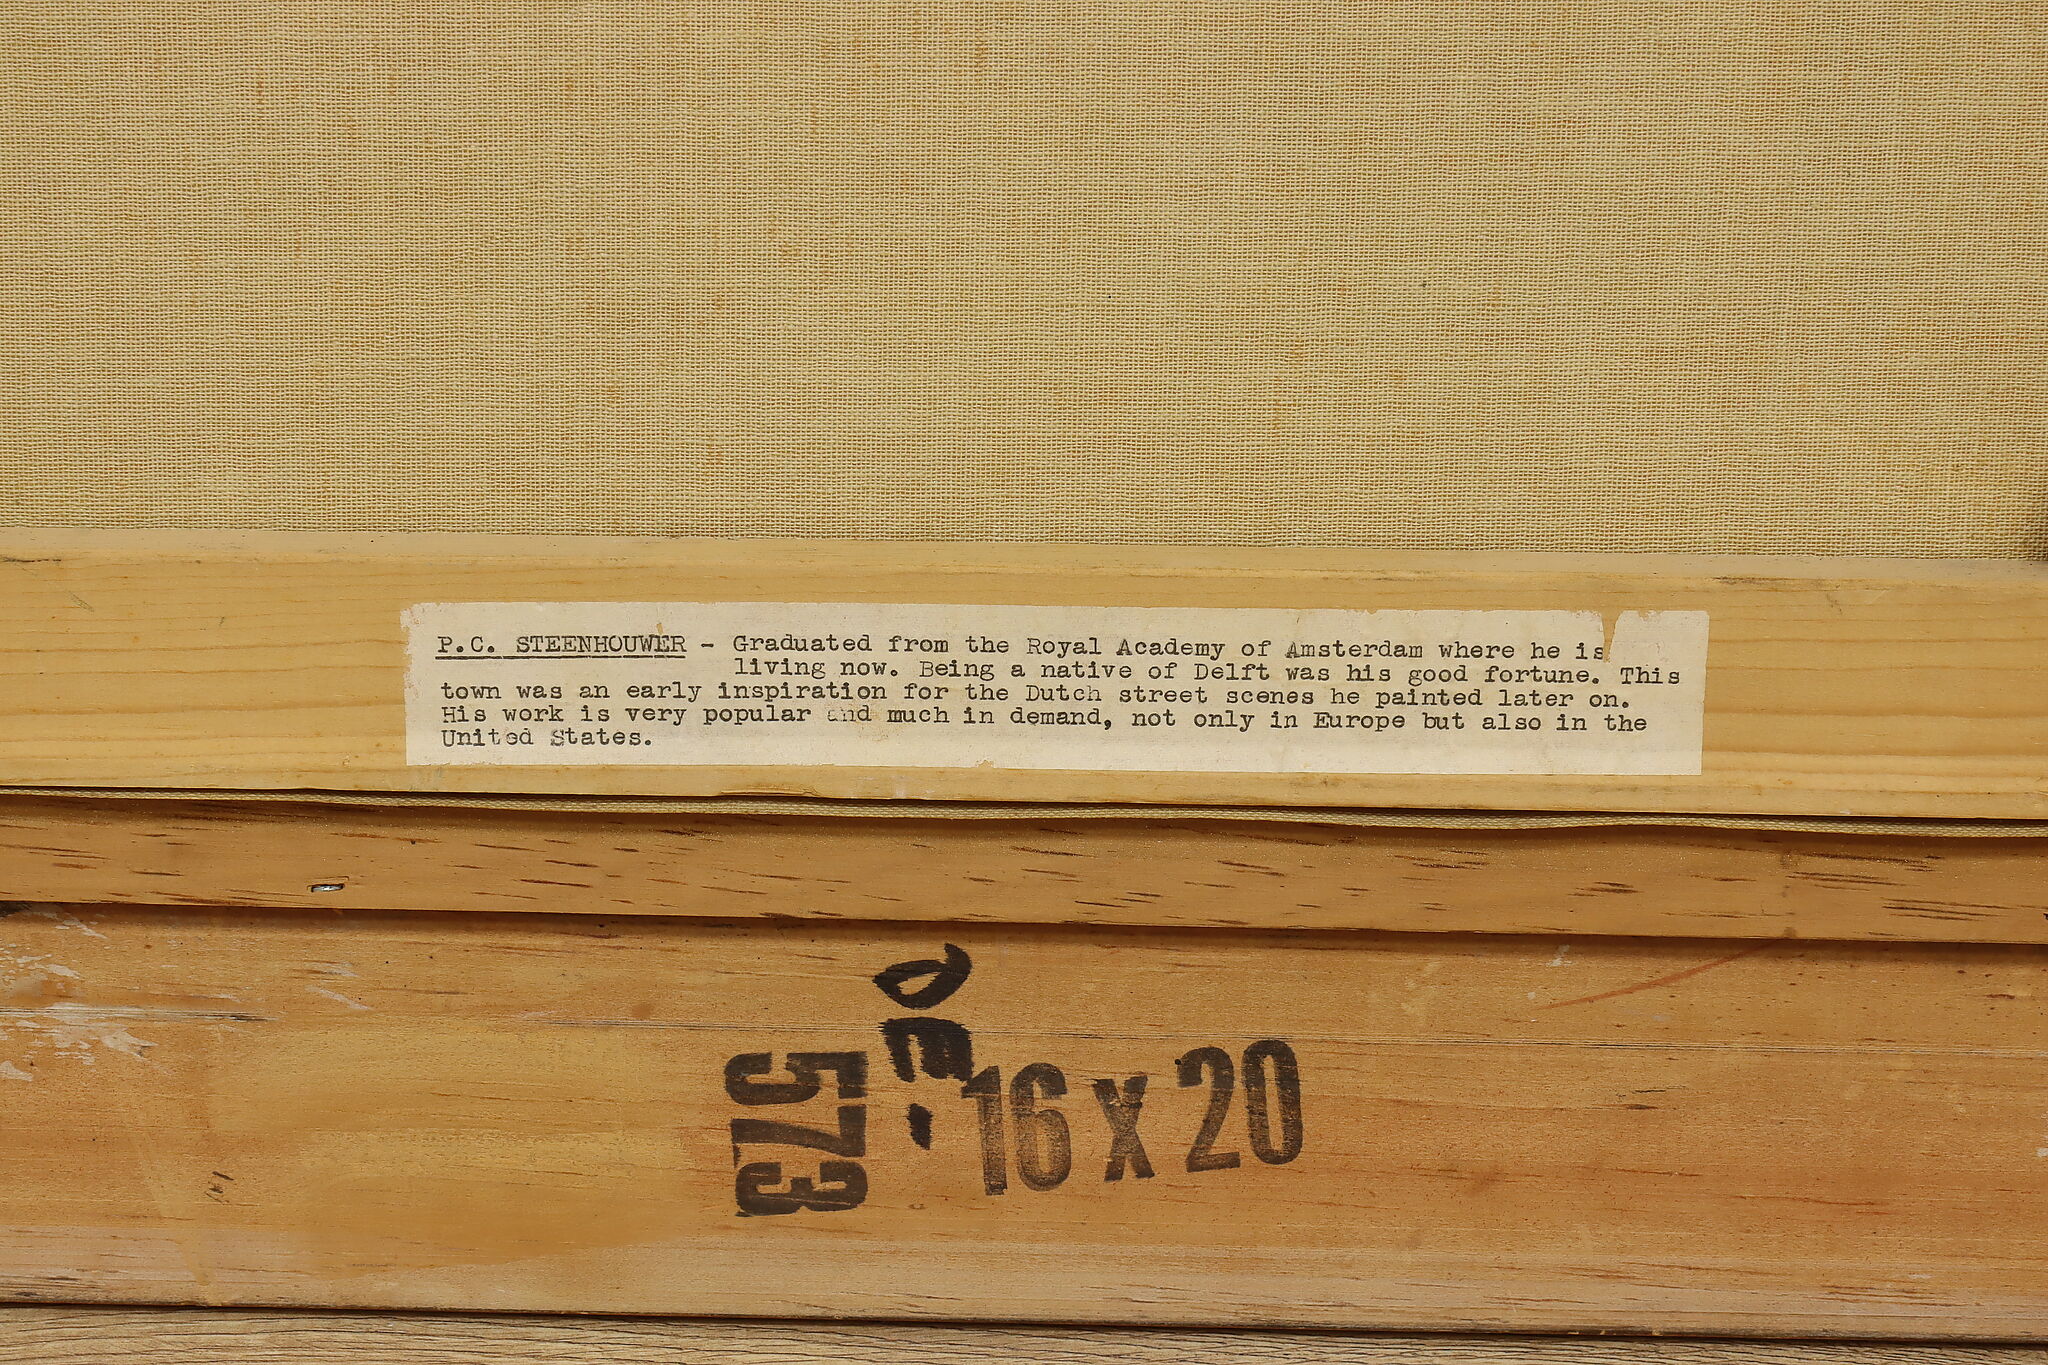 P.C. STEENHOUWER - Graduated from the Royal Academy of Amsterdam where he is
living now. Being a native of Delft was his good fortune. This
town was an early inspiration for the Dutch street scenes he painted later on.
His work is very popular and much in demand, not only in Europe but also in the
United States.
573
16 x 20